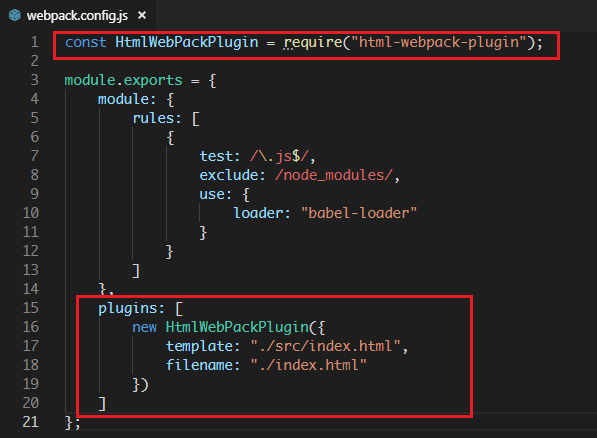 webpack.config.js ×
1 const HtmlWebPackPlugin = require("html-webpack-plugin");
2
3 module.exports = {
4     module: {
5         rules: [
6             {
7                 test: /\.js$/,
8                 exclude: /node_modules/,
9                 use: {
10                     loader: "babel-loader"
11                 }
12             }
13         ]
14     },
15     plugins: [
16         new HtmlWebPackPlugin({
17             template: "./src/index.html",
18             filename: "./index.html"
19         })
20     ]
21 };